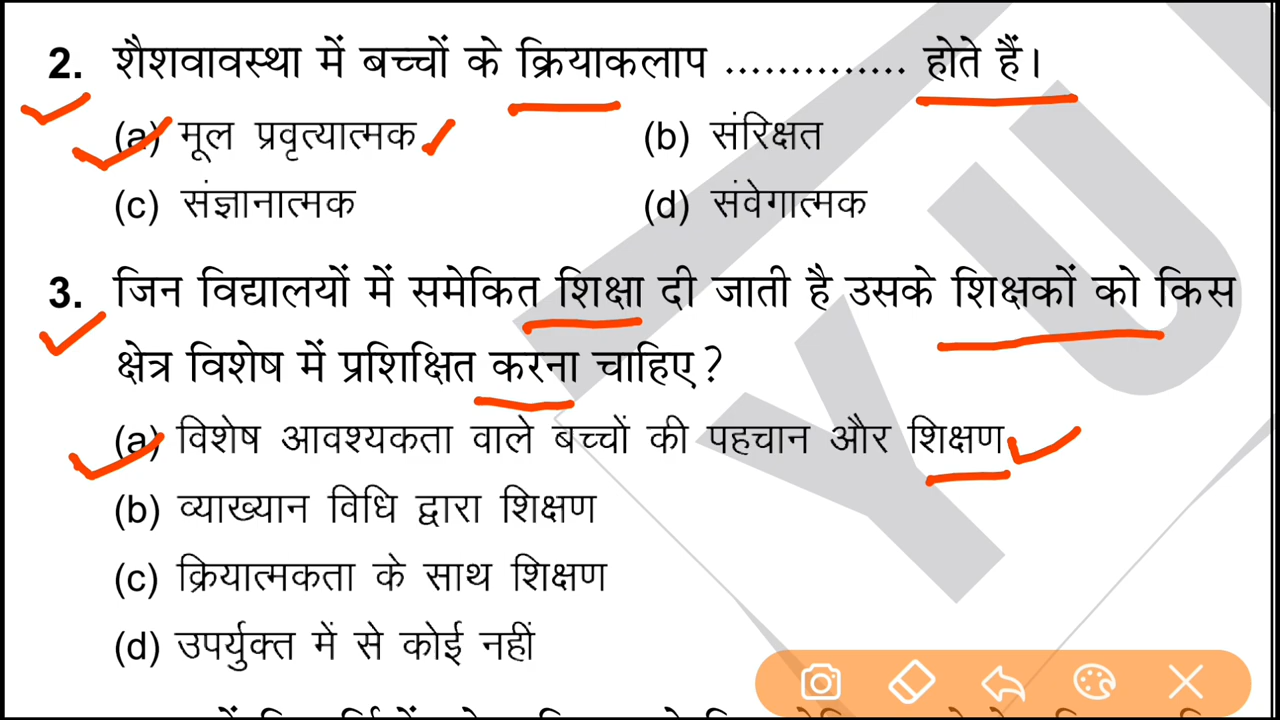 2. शैशवावस्था में बच्चों के क्रियाकलाप .............. होते हैं।
(a) मूल प्रवृत्यात्मक (b) संरिक्षत
(c) संज्ञानात्मक (d) संवेगात्मक
3. जिन विद्यालयों में समेकित शिक्षा दी जाती है उसके शिक्षकों को किस
क्षेत्र विशेष में प्रशिक्षित करना चाहिए?
(a) विशेष आवश्यकता वाले बच्चों की पहचान और शिक्षण
(b) व्याख्यान विधि द्वारा शिक्षण
(c) क्रियात्मकता के साथ शिक्षण
(d) उपर्युक्त में से कोई नहीं
YU